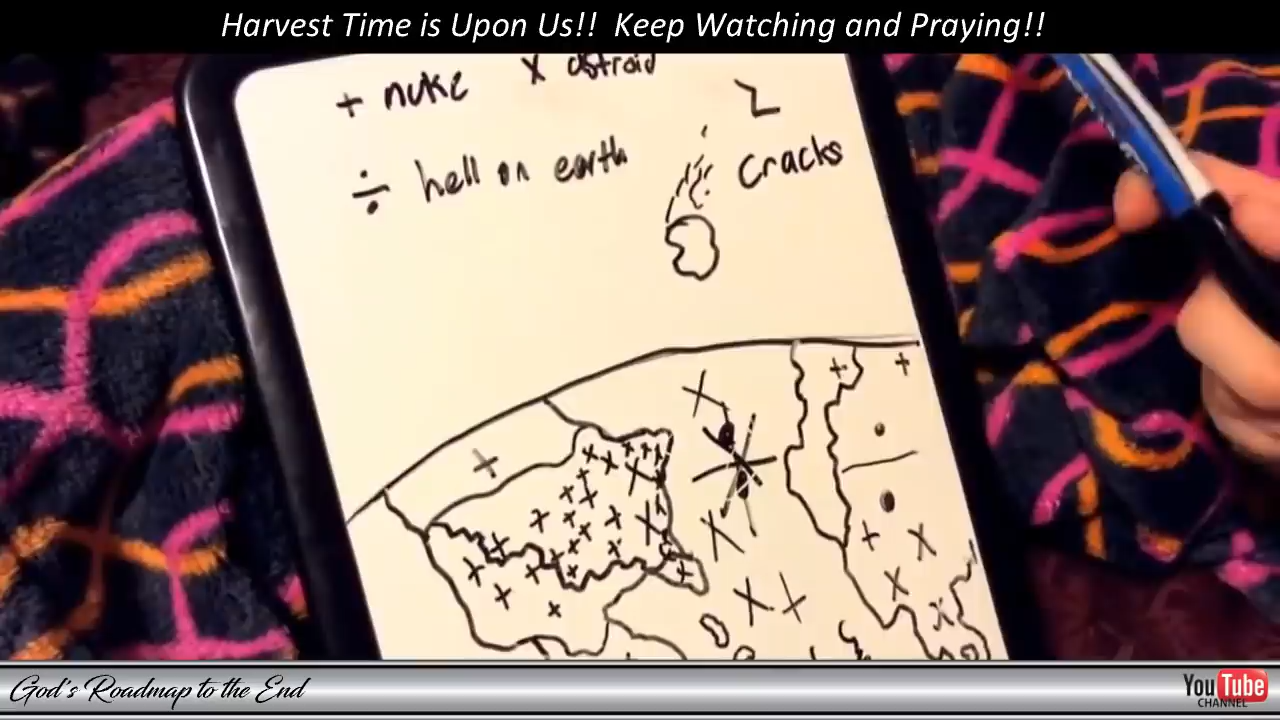 Harvest Time is Upon Us!! Keep Watching and Praying!!
+ nuke X astroid
÷ hell on earth
Cracks
God's Roadmap to the End
YouTube
CHANNEL